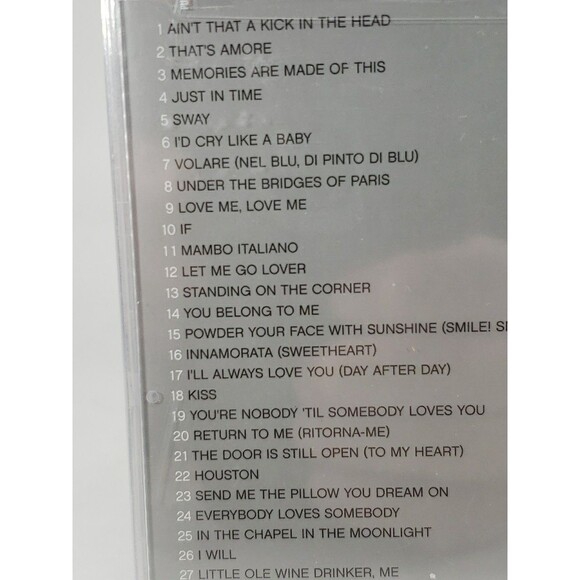 1 AIN'T THAT A KICK IN THE HEAD
2 THAT'S AMORE
3 MEMORIES ARE MADE OF THIS
4 JUST IN TIME
5 SWAY
6 I'D CRY LIKE A BABY
7 VOLARE (NEL BLU, DI PINTO DI BLU)
8 UNDER THE BRIDGES OF PARIS
9 LOVE ME, LOVE ME
10 IF
11 MAMBO ITALIANO
12 LET ME GO LOVER
13 STANDING ON THE CORNER
14 YOU BELONG TO ME
15 POWDER YOUR FACE WITH SUNSHINE (SMILE!
16 INNAMORATA (SWEETHEART)
17 I'LL ALWAYS LOVE YOU (DAY AFTER DAY)
18 KISS
19 YOU'RE NOBODY 'TIL SOMEBODY LOVES YOU
20 RETURN TO ME (RITORNA-ME)
21 THE DOOR IS STILL OPEN (TO MY HEART)
22 HOUSTON
23 SEND ME THE PILLOW YOU DREAM ON
24 EVERYBODY LOVES SOMEBODY
25 IN THE CHAPEL IN THE MOONLIGHT
26 I WILL
27 LITTLE OLE WINE DRINKER, ME